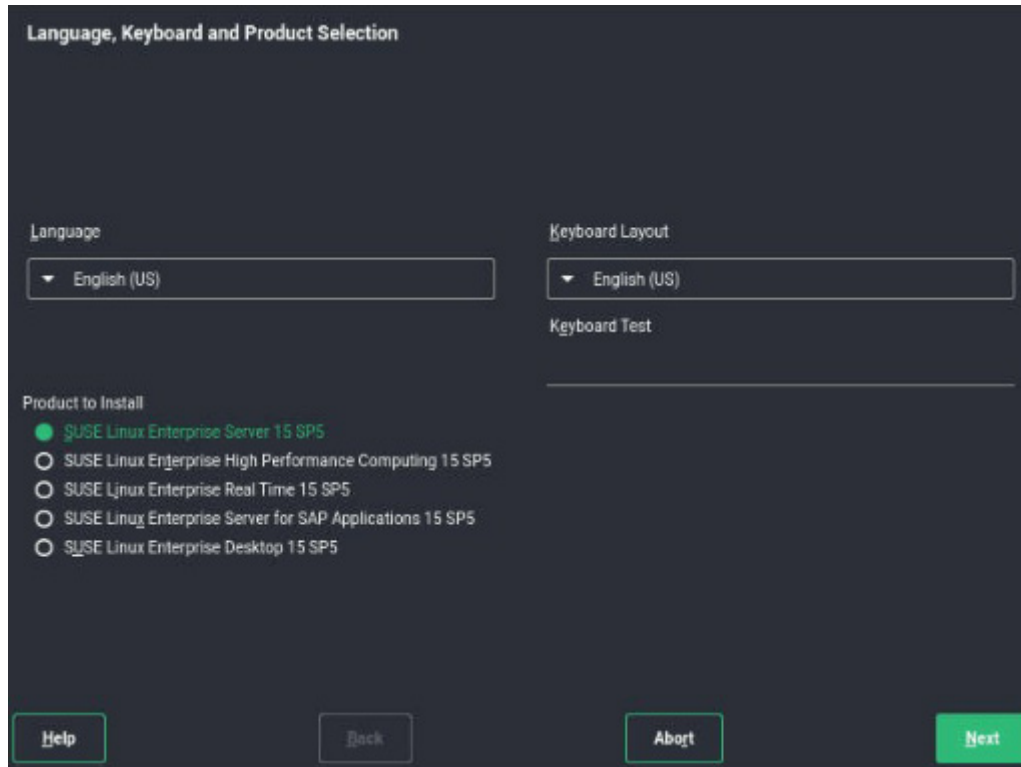 Language, Keyboard and Product Selection
Language
Keyboard Layout
English (US)
English (US)
Keyboard Test
Product to Install
SUSE Linux Enterprise Server 15 SP5
SUSE Linux Enterprise High Performance Computing 15 SP5
SUSE Linux Enterprise Real Time 15 SP5
SUSE Linux Enterprise Server for SAP Applications 15 SP5
SUSE Linux Enterprise Desktop 15 SP5
Help
Back
Abort
Next